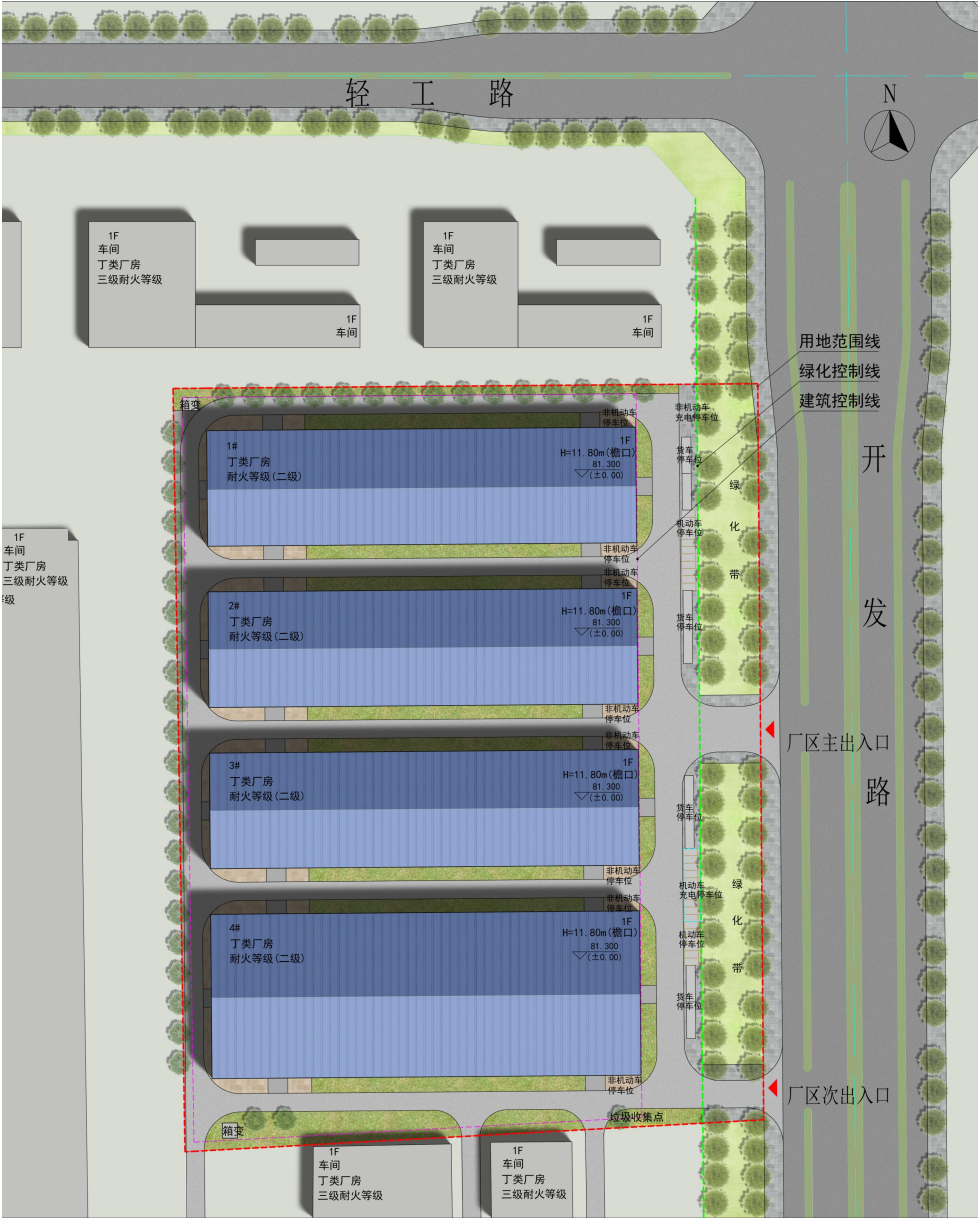 轻工路
N
1F
车间
丁类厂房
三级耐火等级
1F
车间
1F
车间
丁类厂房
三级耐火等级
1F
车间
用地范围线
绿化控制线
建筑控制线
箱变
非机动车
停车位
非机动车
充电停车位
1#
丁类厂房
耐火等级(二级)
1F
H=11.80m(檐口)
81.300
(±0.00)
货车
停车位
机动车
停车位
绿化带
开发路
非机动车
停车位
1F
车间
丁类厂房
三级耐火等级
等级
非机动车
停车位
2#
丁类厂房
耐火等级(二级)
1F
H=11.80m(檐口)
81.300
(±0.00)
货车
停车位
非机动车
停车位
厂区主出入口
非机动车
停车位
3#
丁类厂房
耐火等级(二级)
1F
H=11.80m(檐口)
81.300
(±0.00)
货车
停车位
非机动车
停车位
机动车
充电停车位
绿化带
非机动车
停车位
4#
丁类厂房
耐火等级(二级)
1F
H=11.80m(檐口)
81.300
(±0.00)
机动车
停车位
货车
停车位
非机动车
停车位
厂区次出入口
垃圾收集点
箱变
1F
车间
丁类厂房
三级耐火等级
1F
车间
丁类厂房
三级耐火等级